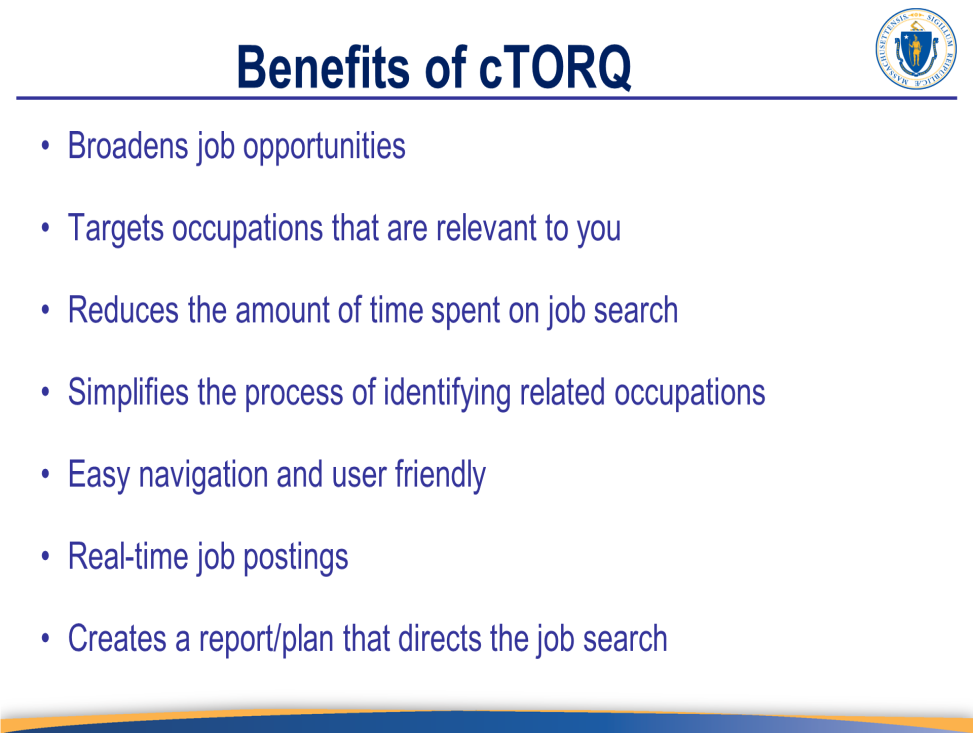 Benefits of cTORQ
SIGILLUM REIPUBLICÆ MASSACHUSETTENSIS
• Broadens job opportunities
• Targets occupations that are relevant to you
• Reduces the amount of time spent on job search
• Simplifies the process of identifying related occupations
• Easy navigation and user friendly
• Real-time job postings
• Creates a report/plan that directs the job search